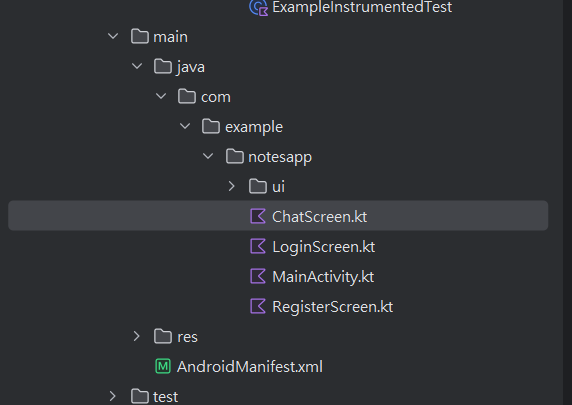 ExampleInstrumentedTest
main
java
com
example
notesapp
ui
ChatScreen.kt
LoginScreen.kt
MainActivity.kt
RegisterScreen.kt
res
AndroidManifest.xml
test